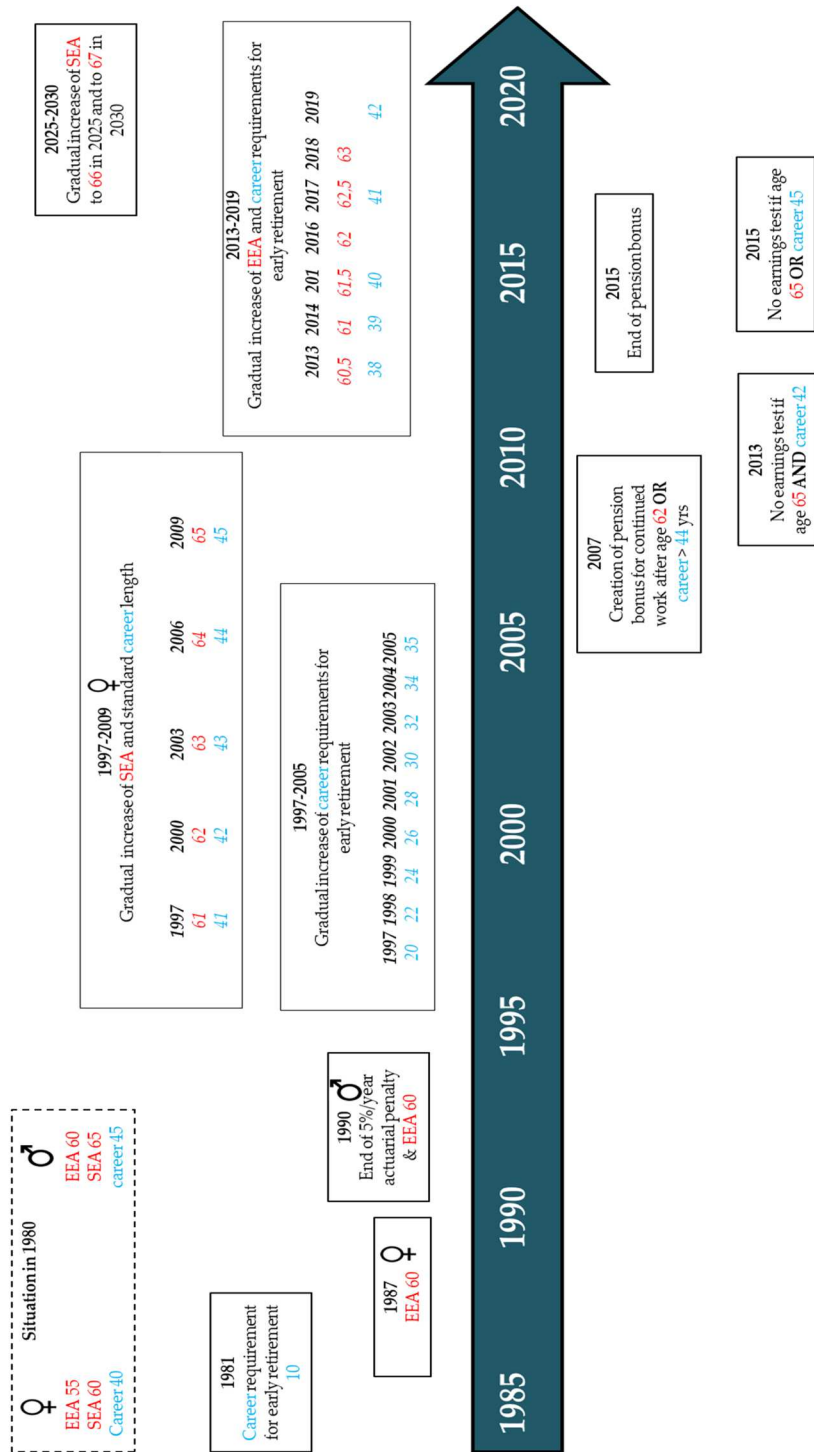 Situation in 1980
♀ ♂
EEA 55 EEA 60
SEA 60 SEA 65
Career 40 career 45
1981
Career requirement
for early retirement
10
1987 ♀
EEA 60
1990 ♂
End of 5%/year
actuarial penalty
& EEA 60
1997-2009 ♀
Gradual increase of SEA and standard career length
1997 2000 2003 2006 2009
61 62 63 64 65
41 42 43 44 45
1997-2005
Gradual increase of career requirements for
early retirement
1997 1998 1999 2000 2001 2002 2003 2004 2005
20 22 24 26 28 30 32 34 35
2025-2030
Gradual increase of SEA
to 66 in 2025 and to 67 in
2030
2013-2019
Gradual increase of EEA and career requirements for
early retirement
2013 2014 201 2016 2017 2018 2019
60.5 61 61.5 62 62.5 63
38 39 40 41 42
1985 1990 1995 2000 2005 2010 2015 2020
2007
Creation of pension
bonus for continued
work after age 62 OR
career > 44 yrs
2015
End of pension bonus
2013
No earnings test if
age 65 AND career 42
2015
No earnings test if age
65 OR career 45